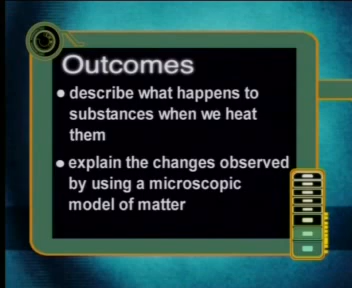 Outcomes
• describe what happens to
substances when we heat
them
• explain the changes observed
by using a microscopic
model of matter